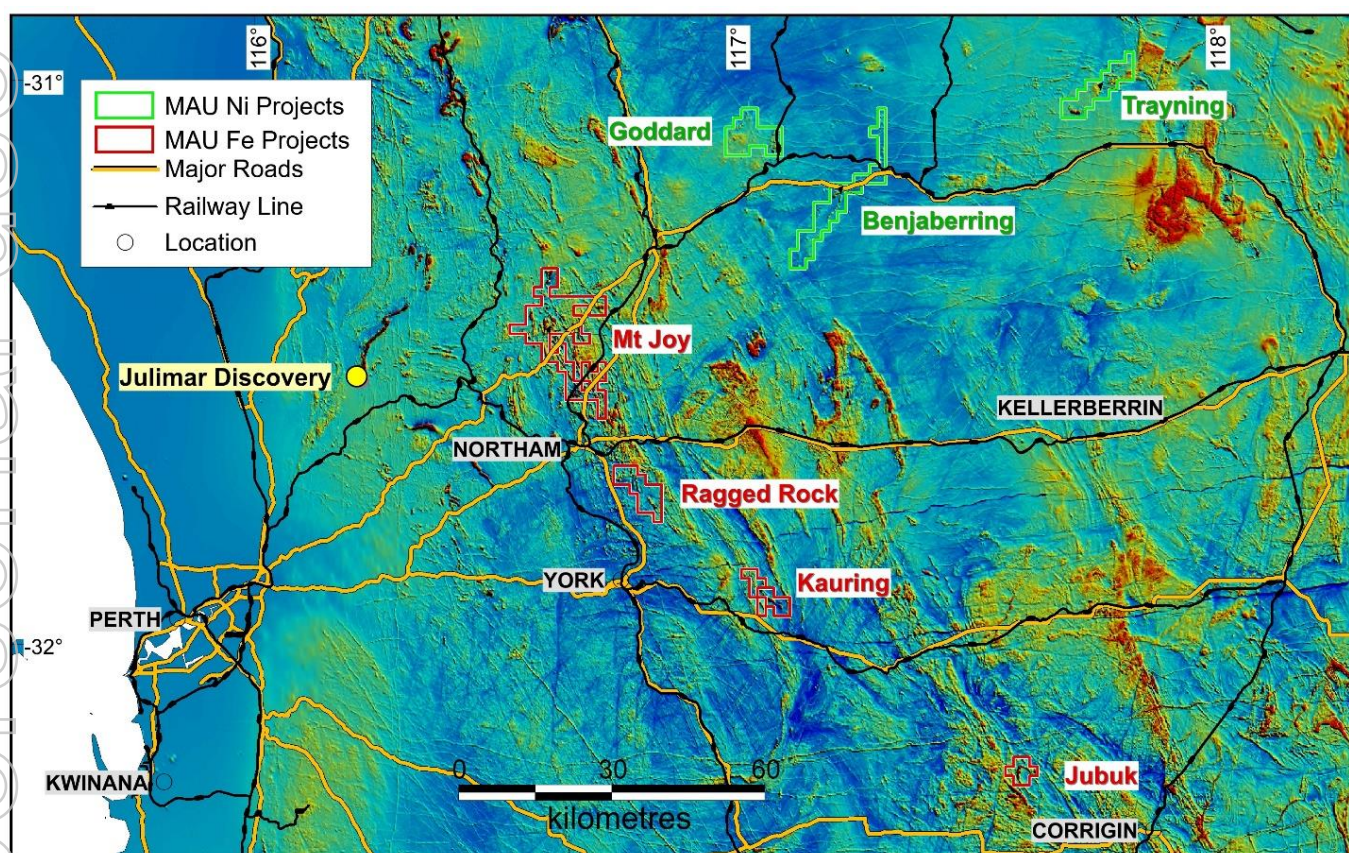 116°
117°
118°
-31°
MAU Ni Projects
MAU Fe Projects
Major Roads
Railway Line
Location
Goddard
Trayning
Benjaberring
Mt Joy
Julimar Discovery
KELLERBERRIN
NORTHAM
Ragged Rock
YORK
Kauring
PERTH
-32°
KWINANA
0 30 60
kilometres
Jubuk
CORRIGIN